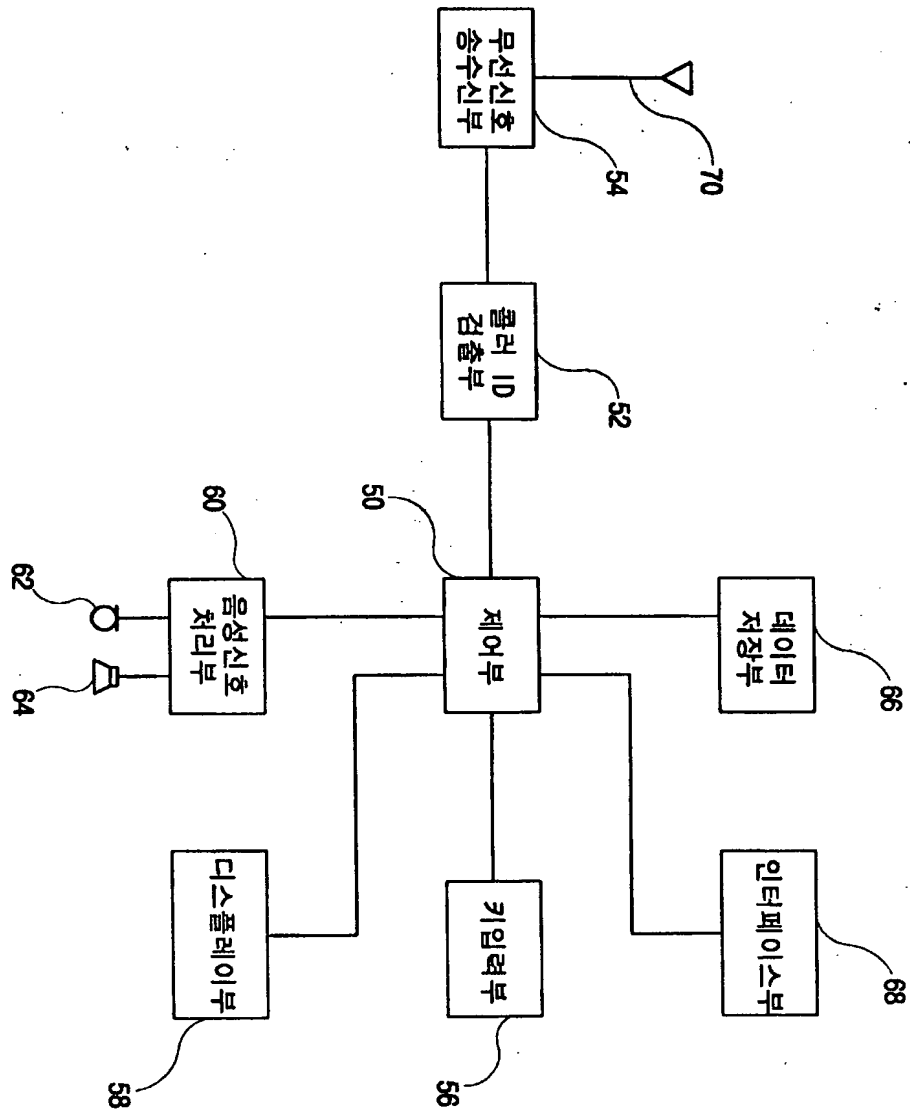 무선신호
송수신부
54
70
콜러 ID
검출부
52
50
제어부
60
음성신호
처리부
62
64
데이터
저장부
66
인터페이스부
68
키입력부
56
디스플레이부
58